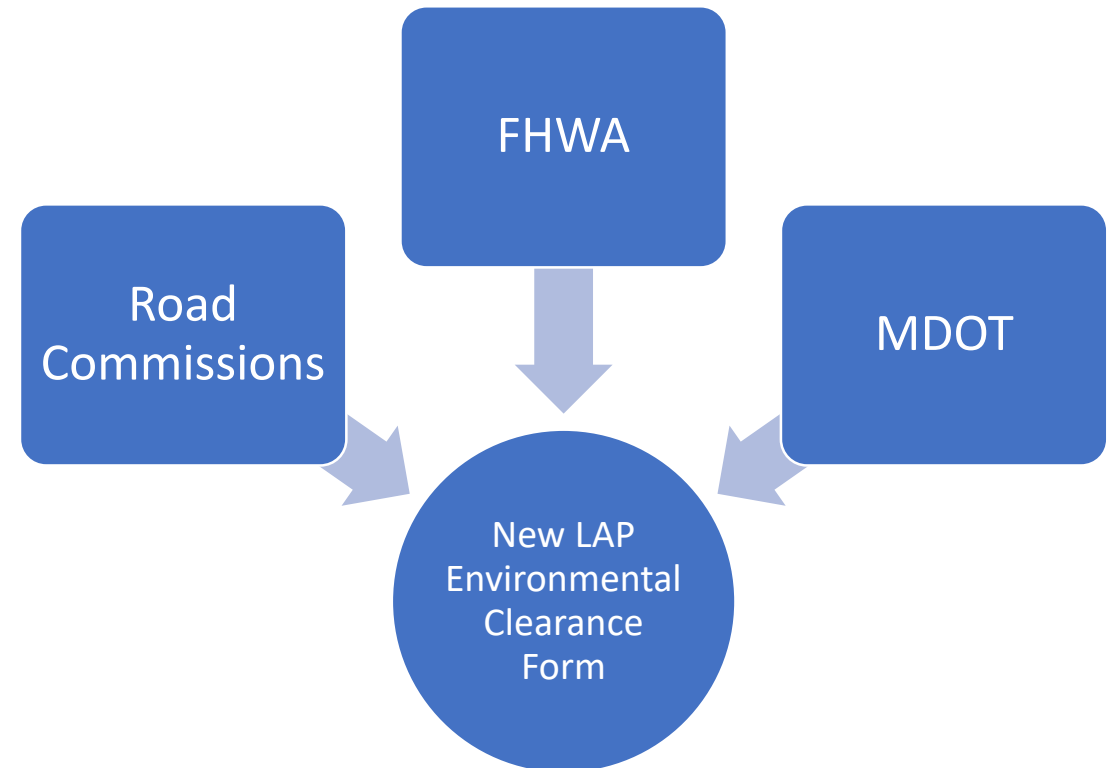 FHWA
Road
Commissions
MDOT
New LAP
Environmental
Clearance
Form